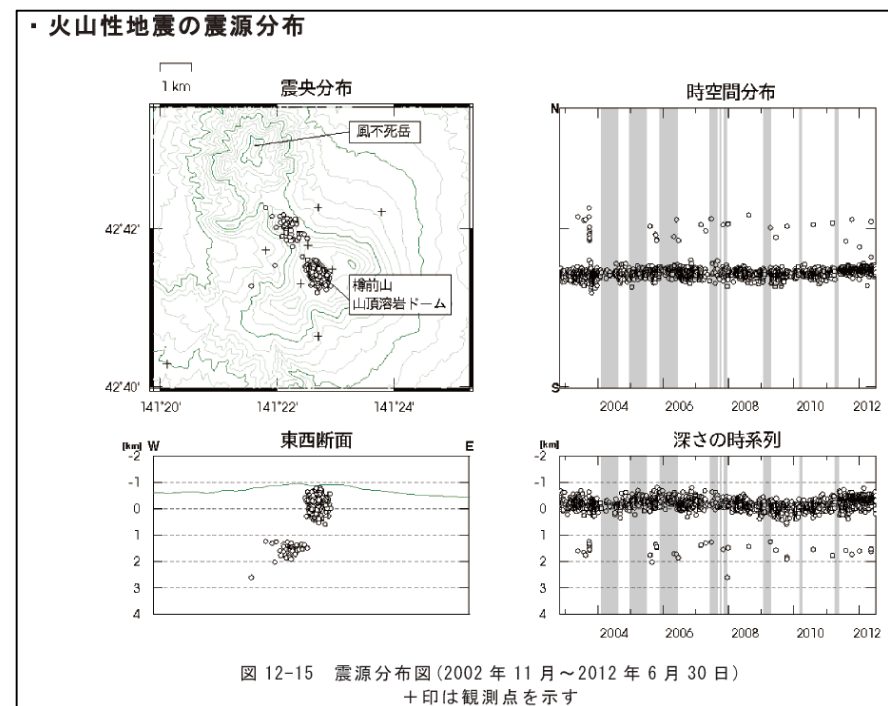 ・火山性地震の震源分布
1 km
震央分布
風不死岳
42°42'
樽前山
山頂溶岩ドーム
42°40'
141°20' 141°22' 141°24'
時空間分布
N
S
2004 2006 2008 2010 2012
東西断面
[km] W E
-2
-1
0
1
2
3
4
深さの時系列
[km]
-2
-1
0
1
2
3
4
2004 2006 2008 2010 2012
図 12-15 震源分布図(2002 年 11 月～2012 年 6 月 30 日)
＋印は観測点を示す